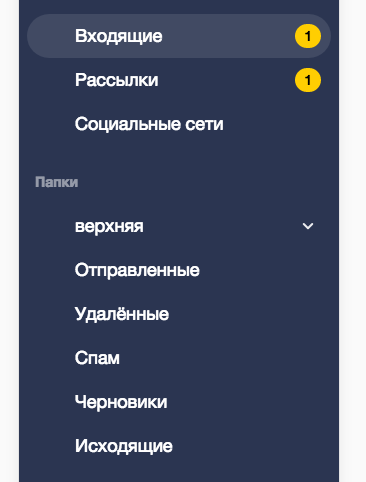 Входящие 1
Рассылки 1
Социальные сети
Папки
верхняя
Отправленные
Удалённые
Спам
Черновики
Исходящие